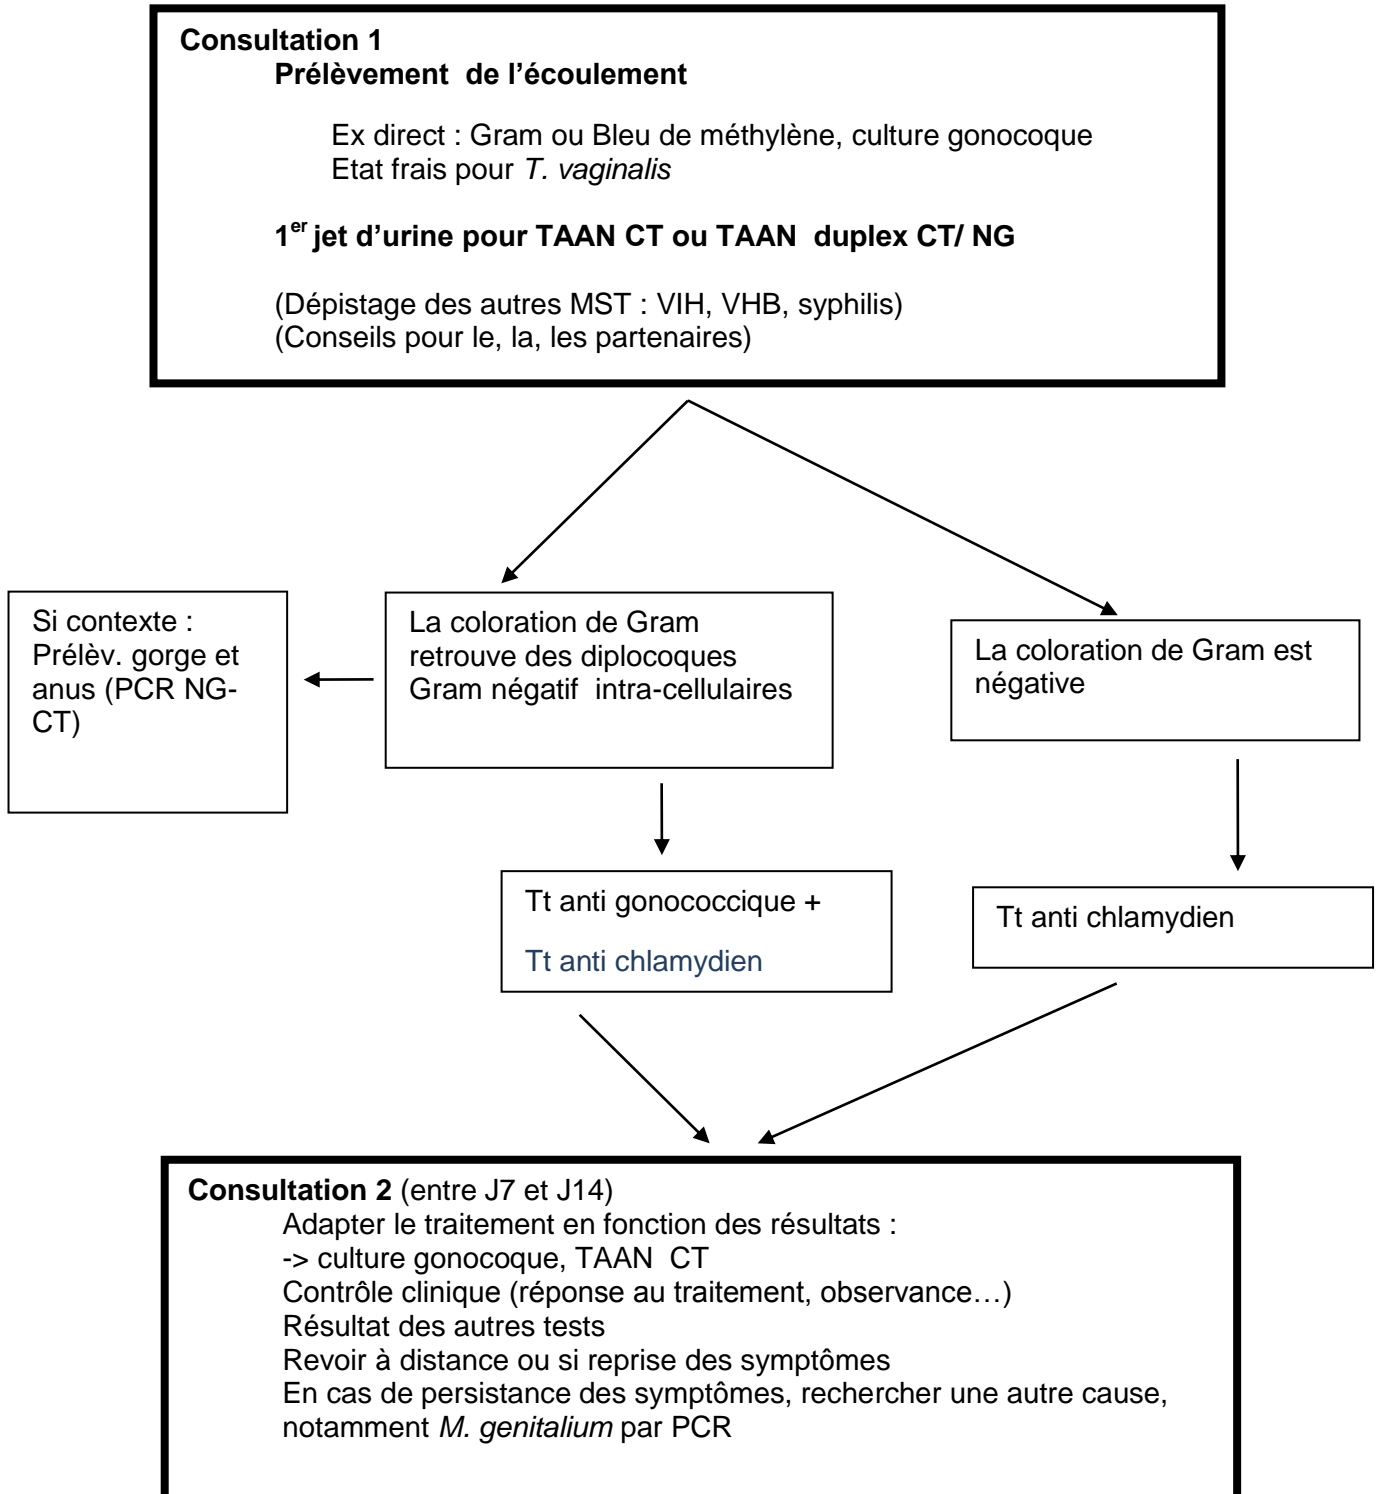 Consultation 1
Prélèvement de l'écoulement
Ex direct : Gram ou Bleu de méthylène, culture gonocoque
Etat frais pour T. vaginalis
1er jet d'urine pour TAAN CT ou TAAN duplex CT/ NG
(Dépistage des autres MST : VIH, VHB, syphilis)
(Conseils pour le, la, les partenaires)
Si contexte :
Prélèv. gorge et
anus (PCR NG-
CT)
La coloration de Gram
retrouve des diplocoques
Gram négatif intra-cellulaires
La coloration de Gram est
négative
Tt anti gonococcique +
Tt anti chlamydien
Tt anti chlamydien
Consultation 2 (entre J7 et J14)
Adapter le traitement en fonction des résultats :
-> culture gonocoque, TAAN CT
Contrôle clinique (réponse au traitement, observance…)
Résultat des autres tests
Revoir à distance ou si reprise des symptômes
En cas de persistance des symptômes, rechercher une autre cause,
notamment M. genitalium par PCR